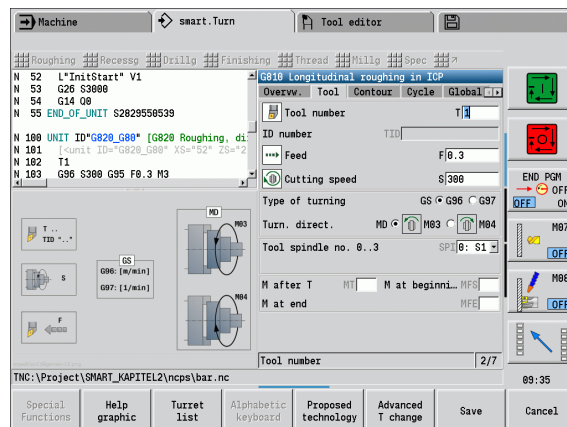 Machine
smart.Turn
Tool editor
Roughing Recessg Drillg Finishing Thread Millg Spec
N 52 L"InitStart" V1
N 53 G26 S3000
N 54 G14 Q0
N 55 END_OF_UNIT S2829550539
N 100 UNIT ID"G820_G80" [G820 Roughing, di
N 101 [<unit ID="G820_G80" XS="52" ZS="2
N 102 T1
N 103 G96 S300 G95 F0.3 M3
G810 Longitudinal roughing in ICP
Overvw. Tool Contour Cycle Global
Tool number T 1
ID number TID
Feed F 0.3
Cutting speed S 300
Type of turning GS G96 G97
Turn. direct. MD M03 M04
Tool spindle no. 0..3 SPI 0: S1
M after T MT M at beginni... MFS
M at end MFE
Tool number 2/7
T ..
TID ".."
S
F
GS
G96: [m/min]
G97: [1/min]
MD
M03
M04
TNC:\Project\SMART_KAPITEL2\ncps\bar.nc
END PGM
OFF
OFF ON
M07
OFF
M08
OFF
09:35
Special Functions
Help graphic
Turret list
Alphabetic keyboard
Proposed technology
Advanced T change
Save
Cancel